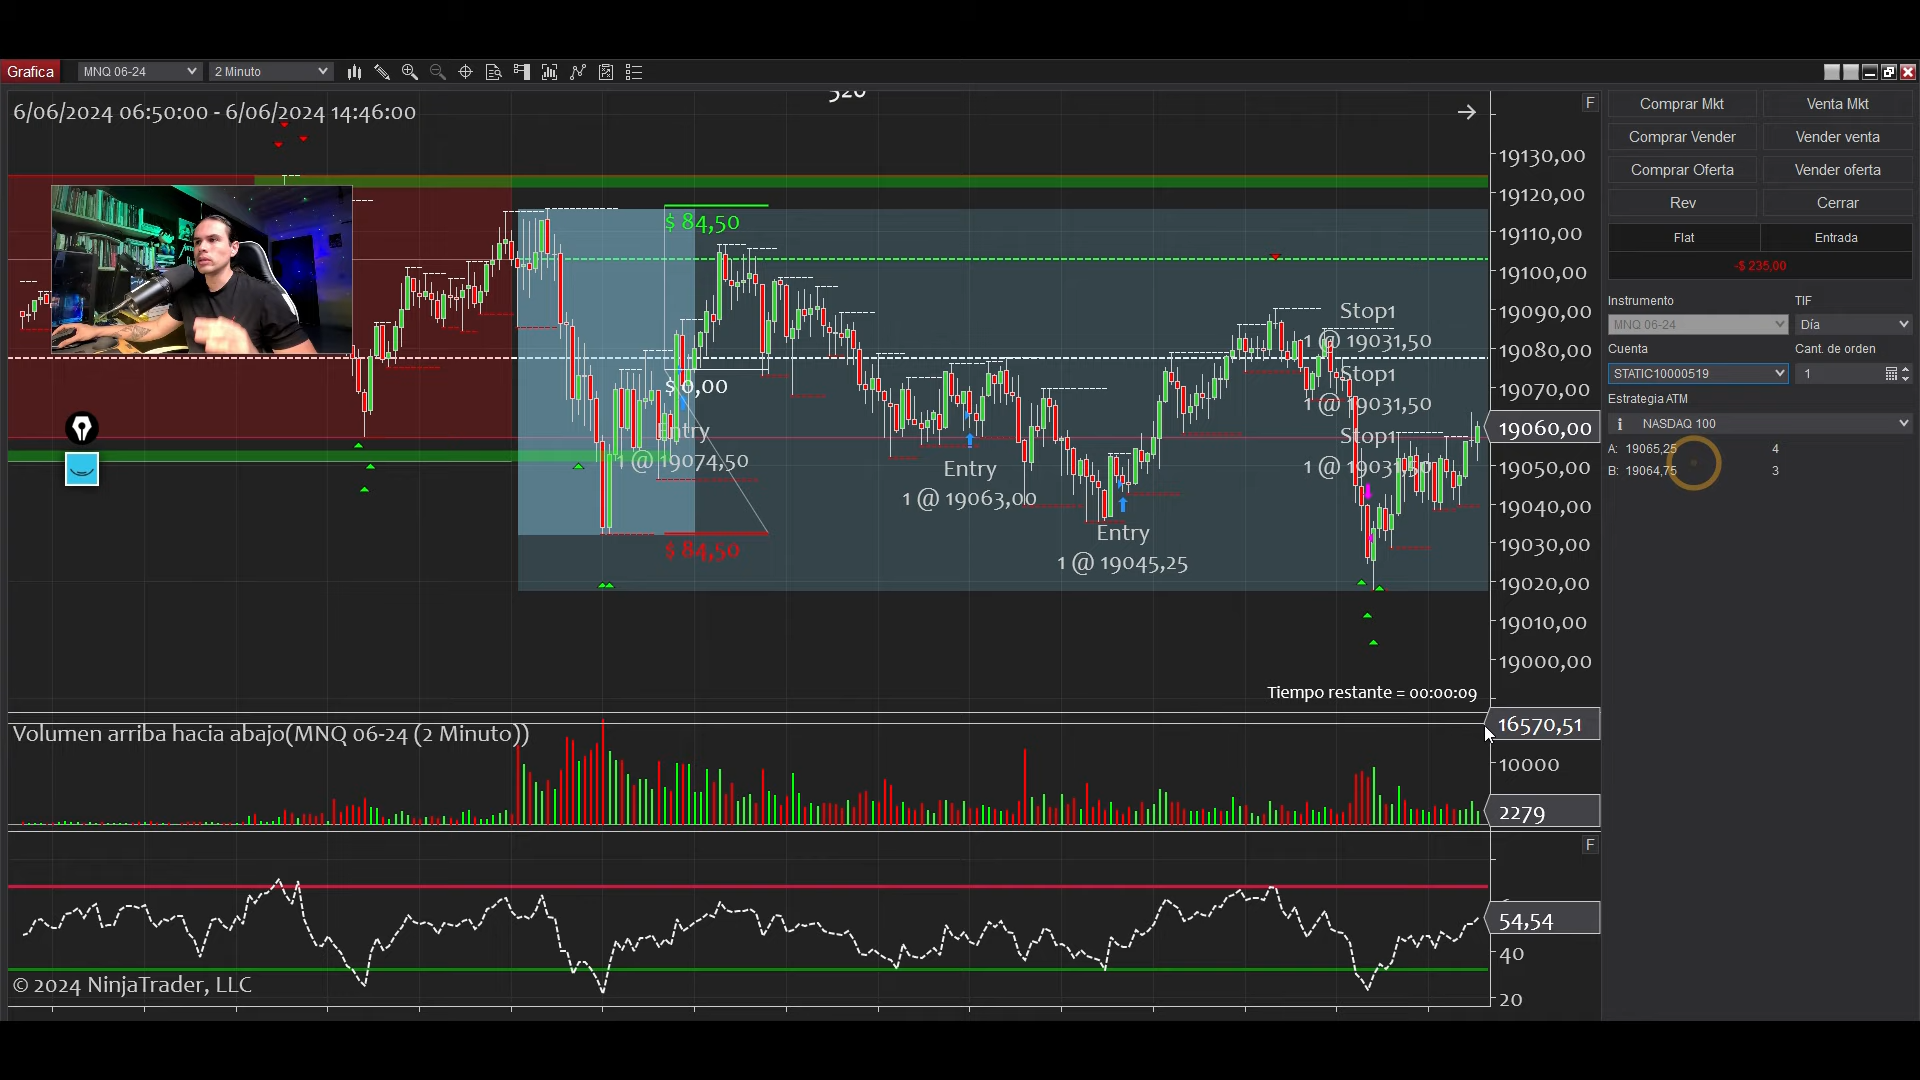 Grafica
MNQ 06-24
2 Minuto
6/06/2024 06:50:00 - 6/06/2024 14:46:00
F
$ 84,50
$ 0,00
Entry
1 @ 19074,50
$ 84,50
Entry
1 @ 19063,00
Entry
1 @ 19045,25
Stop1
1 @ 19031,50
Stop1
1 @ 19031,50
Stop1
1 @ 19031,50
Tiempo restante = 00:00:09
19130,00
19120,00
19110,00
19100,00
19090,00
19080,00
19070,00
19060,00
19050,00
19040,00
19030,00
19020,00
19010,00
19000,00
Volumen arriba hacia abajo(MNQ 06-24 (2 Minuto))
16570,51
10000
2279
F
54,54
40
20
© 2024 NinjaTrader, LLC
Comprar Mkt
Venta Mkt
Comprar Vender
Vender venta
Comprar Oferta
Vender oferta
Rev
Cerrar
Flat
Entrada
-$ 235,00
Instrumento
TIF
MNQ 06-24
Día
Cuenta
Cant. de orden
STATIC10000519
1
Estrategia ATM
NASDAQ 100
A: 19065,25 4
B: 19064,75 3